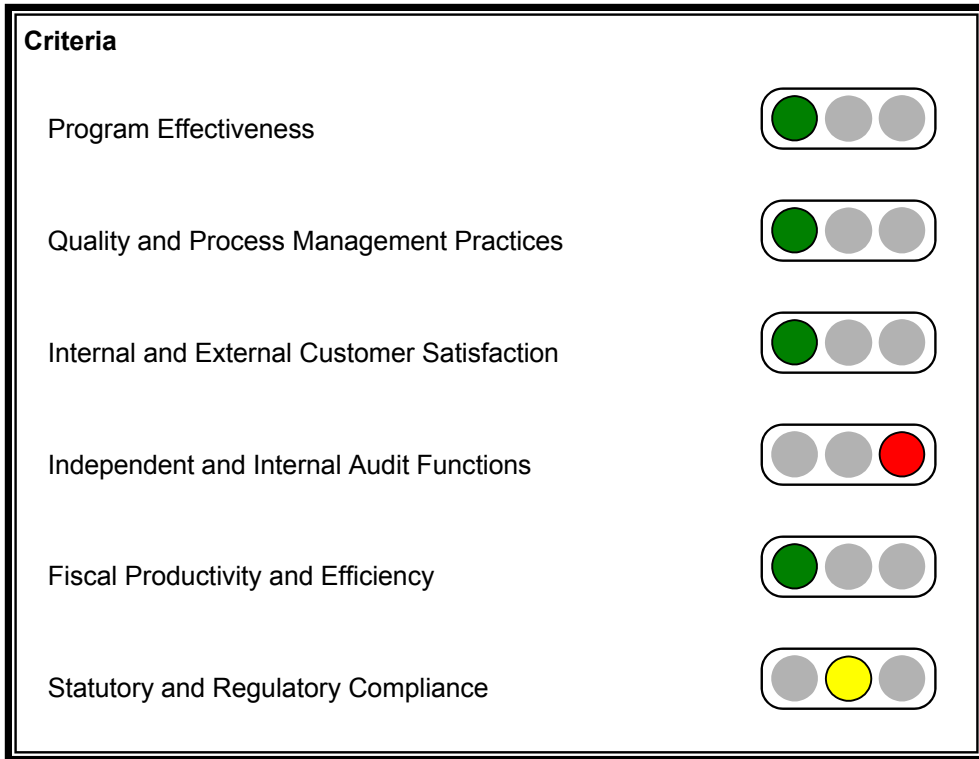 Criteria
Program Effectiveness
Quality and Process Management Practices
Internal and External Customer Satisfaction
Independent and Internal Audit Functions
Fiscal Productivity and Efficiency
Statutory and Regulatory Compliance